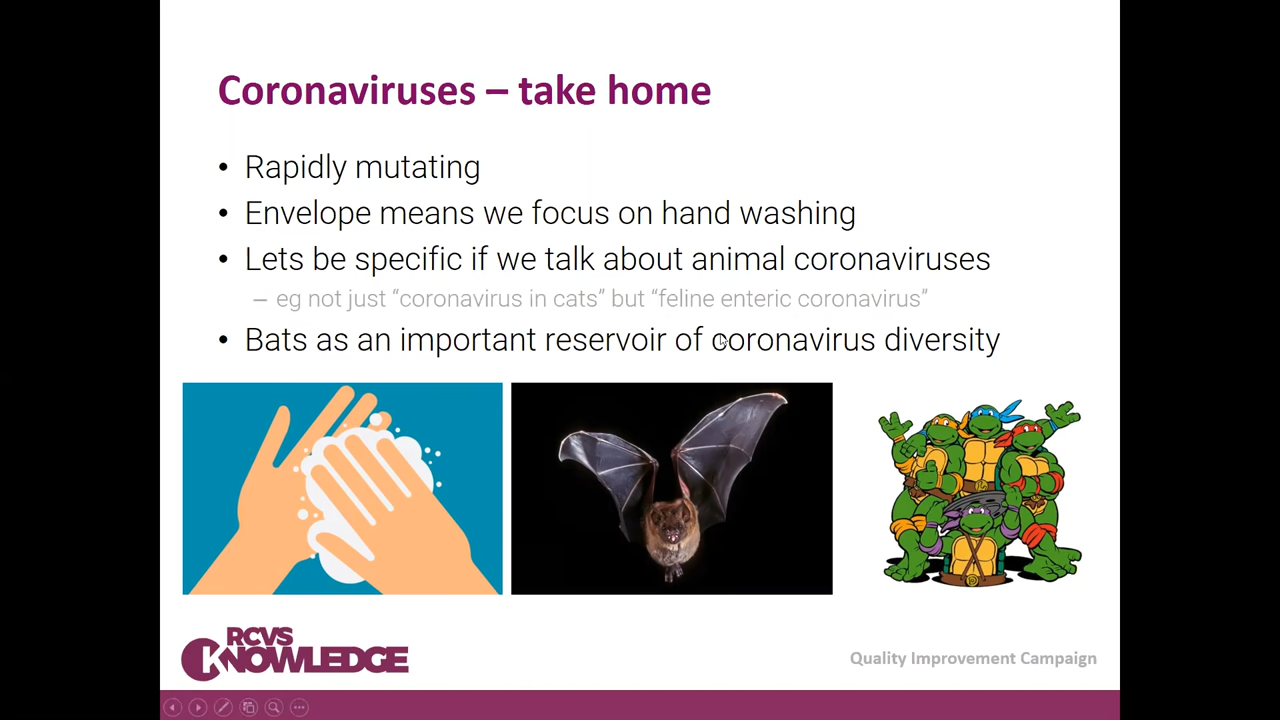 Coronaviruses – take home
• Rapidly mutating
• Envelope means we focus on hand washing
• Lets be specific if we talk about animal coronaviruses
– eg not just “coronavirus in cats” but “feline enteric coronavirus”
• Bats as an important reservoir of coronavirus diversity
RCVS
KNOWLEDGE
Quality Improvement Campaign